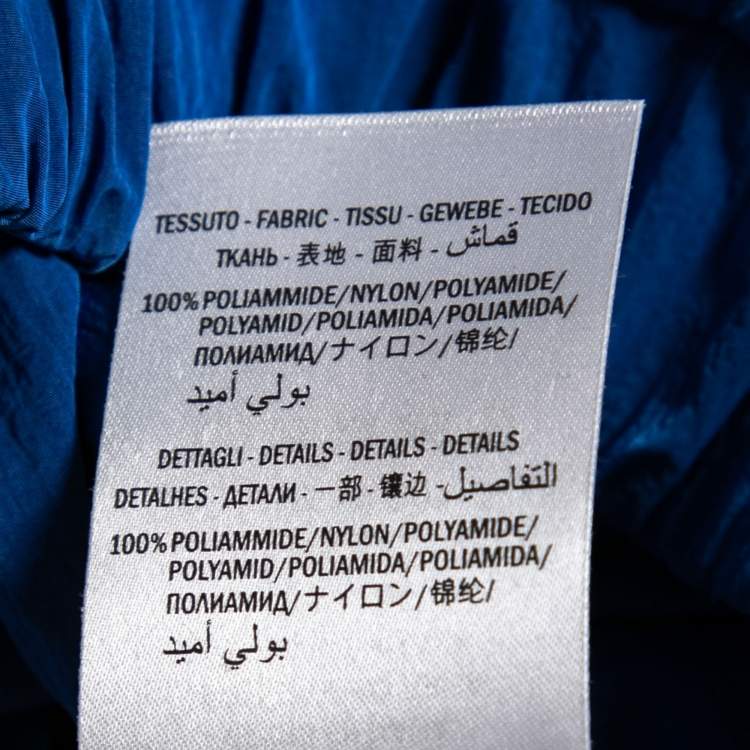 TESSUTO - FABRIC - TISSU - GEWEBE - TECIDO
ТКАНЬ - 表地 - 面料 - قماش
100% POLIAMMIDE/NYLON/POLYAMIDE/
POLYAMID/POLIAMIDA/POLIAMIDA/
ПОЛИАМИД/ナイロン/锦纶/
بولي أميد
DETTAGLI - DETAILS - DETAILS - DETAILS
DETALHES - ДЕТАЛИ - 一部 - 镶边 - التفاصيل
100% POLIAMMIDE/NYLON/POLYAMIDE/
POLYAMID/POLIAMIDA/POLIAMIDA/
ПОЛИАМИД/ナイロン/锦纶/
بولي أميد